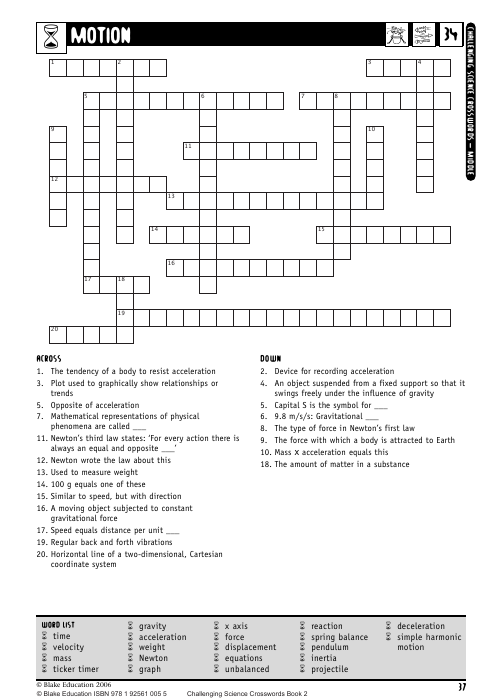 MOTION
34
CHALLENGING SCIENCE CROSSWORDS – MIDDLE
1
2
3
4
5
6
7
8
9
10
11
12
13
14
15
16
17
18
19
20
ACROSS
1. The tendency of a body to resist acceleration
3. Plot used to graphically show relationships or
trends
5. Opposite of acceleration
7. Mathematical representations of physical
phenomena are called ___
11. Newton's third law states: 'For every action there is
always an equal and opposite ___'
12. Newton wrote the law about this
13. Used to measure weight
14. 100 g equals one of these
15. Similar to speed, but with direction
16. A moving object subjected to constant
gravitational force
17. Speed equals distance per unit ___
19. Regular back and forth vibrations
20. Horizontal line of a two-dimensional, Cartesian
coordinate system
DOWN
2. Device for recording acceleration
4. An object suspended from a fixed support so that it
swings freely under the influence of gravity
5. Capital S is the symbol for ___
6. 9.8 m/s/s: Gravitational ___
8. The type of force in Newton's first law
9. The force with which a body is attracted to Earth
10. Mass x acceleration equals this
18. The amount of matter in a substance
WORD LIST
time
velocity
mass
ticker timer
gravity
acceleration
weight
Newton
graph
x axis
force
displacement
equations
unbalanced
reaction
spring balance
pendulum
inertia
projectile
deceleration
simple harmonic
motion
© Blake Education 2006
37
© Blake Education ISBN 978 1 92561 005 5 Challenging Science Crosswords Book 2